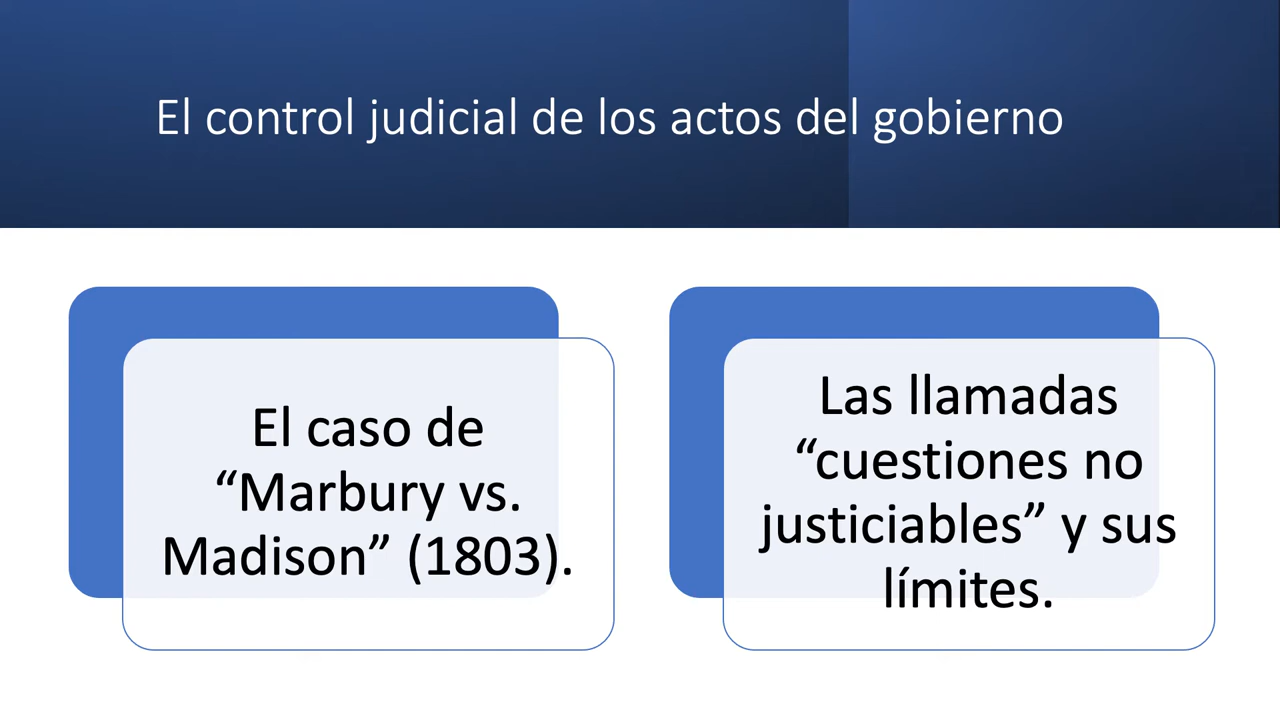 El control judicial de los actos del gobierno
El caso de
“Marbury vs.
Madison” (1803).
Las llamadas
“cuestiones no
justiciables” y sus
límites.